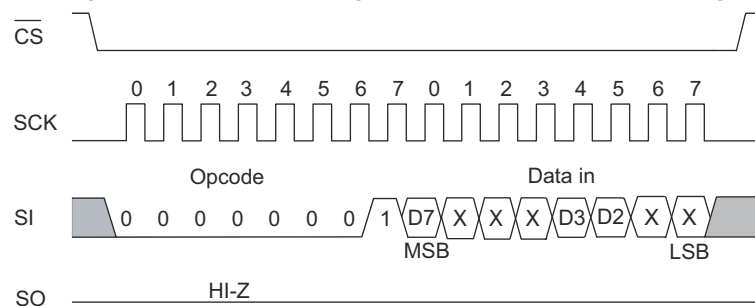 CS
0 1 2 3 4 5 6 7 0 1 2 3 4 5 6 7
SCK
Opcode Data in
SI 0 0 0 0 0 0 0 1 D7 X X X D3 D2 X X
MSB LSB
HI-Z
SO